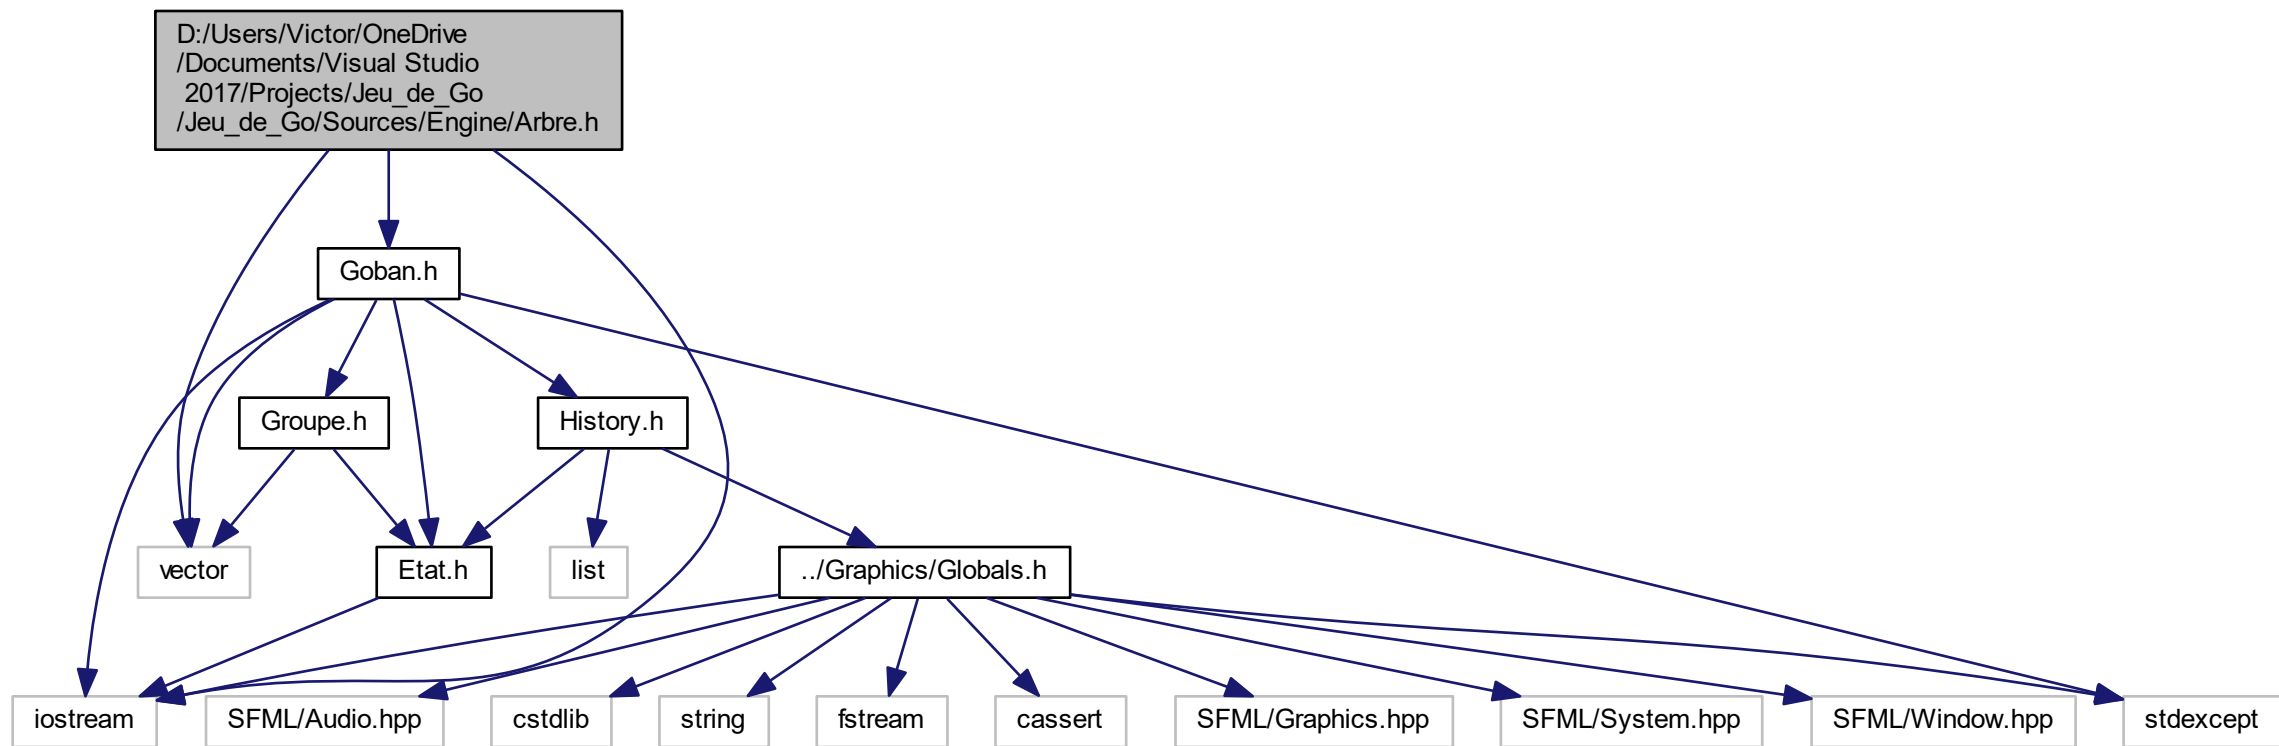 D:/Users/Victor/OneDrive
/Documents/Visual Studio
2017/Projects/Jeu_de_Go
/Jeu_de_Go/Sources/Engine/Arbre.h
Goban.h
Groupe.h
History.h
vector
Etat.h
list
../Graphics/Globals.h
iostream
SFML/Audio.hpp
cstdlib
string
fstream
cassert
SFML/Graphics.hpp
SFML/System.hpp
SFML/Window.hpp
stdexcept